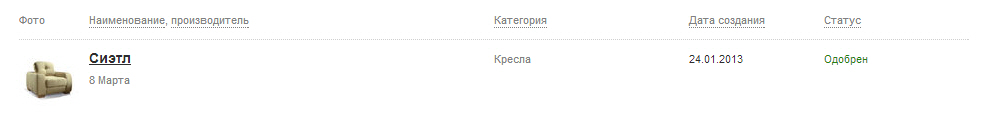 Фото Наименование, производитель Категория Дата создания Статус
Сиэтл Кресла 24.01.2013 Одобрен
8 Марта